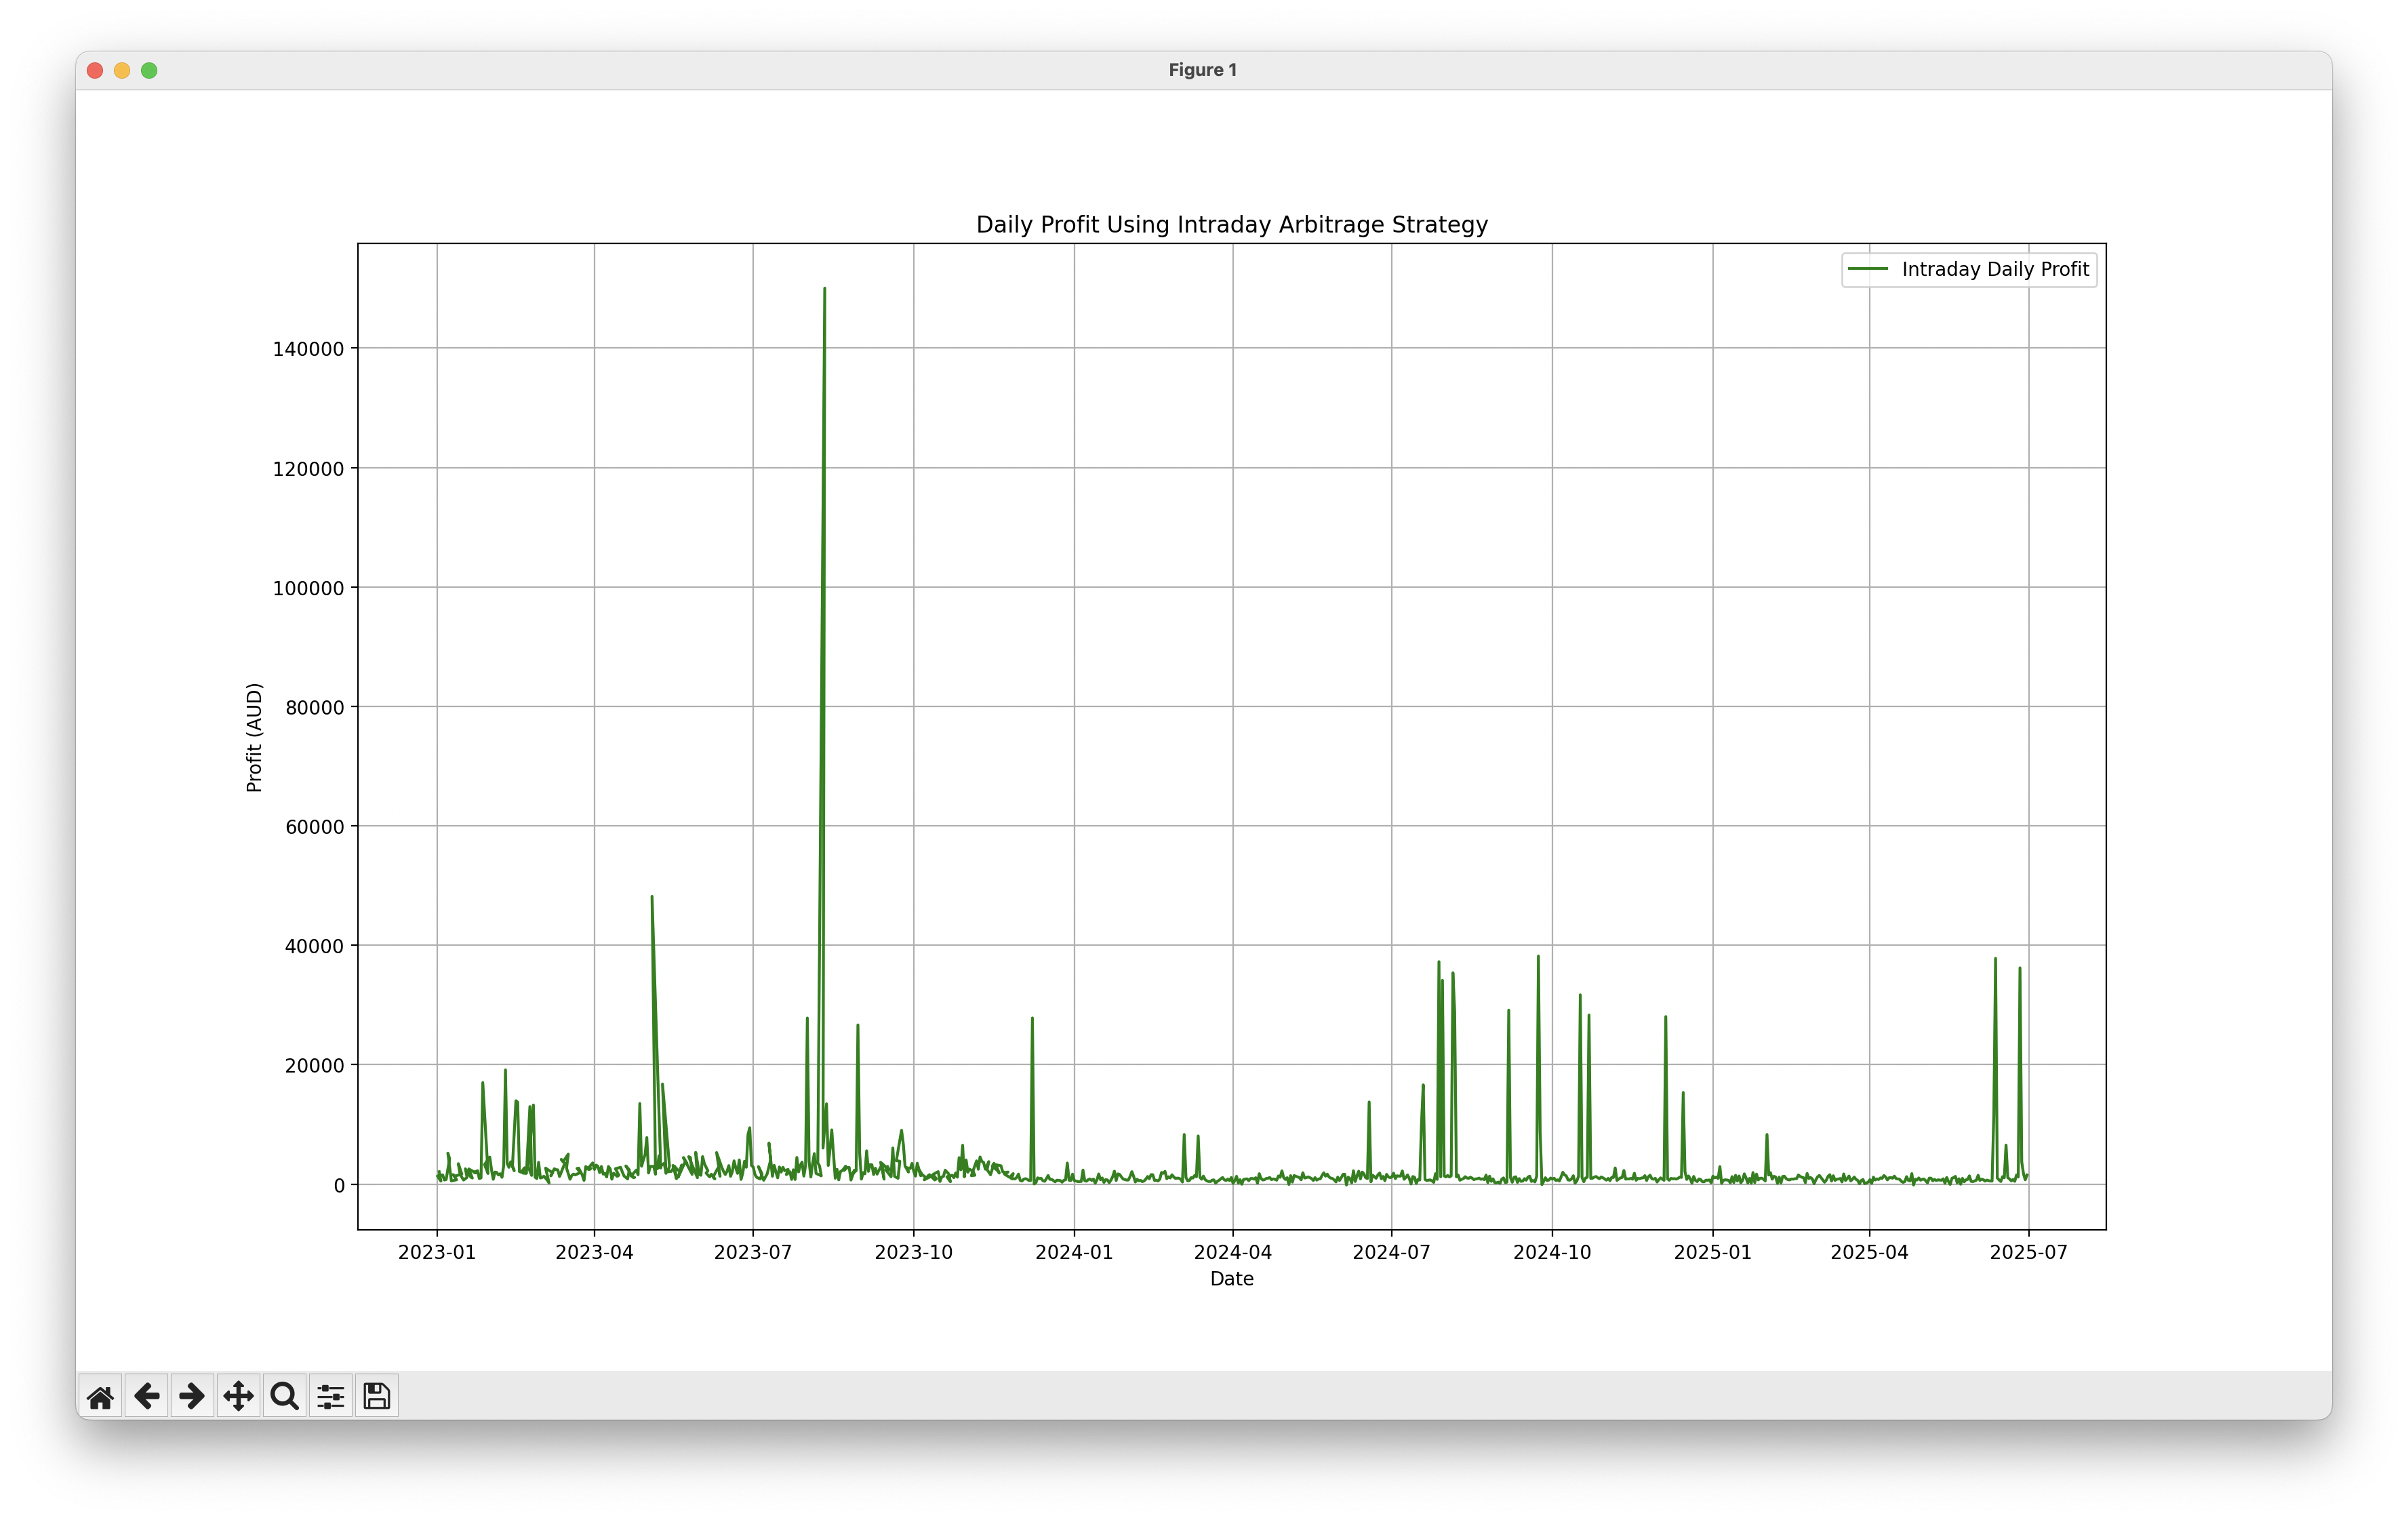 Figure 1
Daily Profit Using Intraday Arbitrage Strategy
Intraday Daily Profit
140000
120000
100000
80000
60000
40000
20000
0
Profit (AUD)
2023-01 2023-04 2023-07 2023-10 2024-01 2024-04 2024-07 2024-10 2025-01 2025-04 2025-07
Date